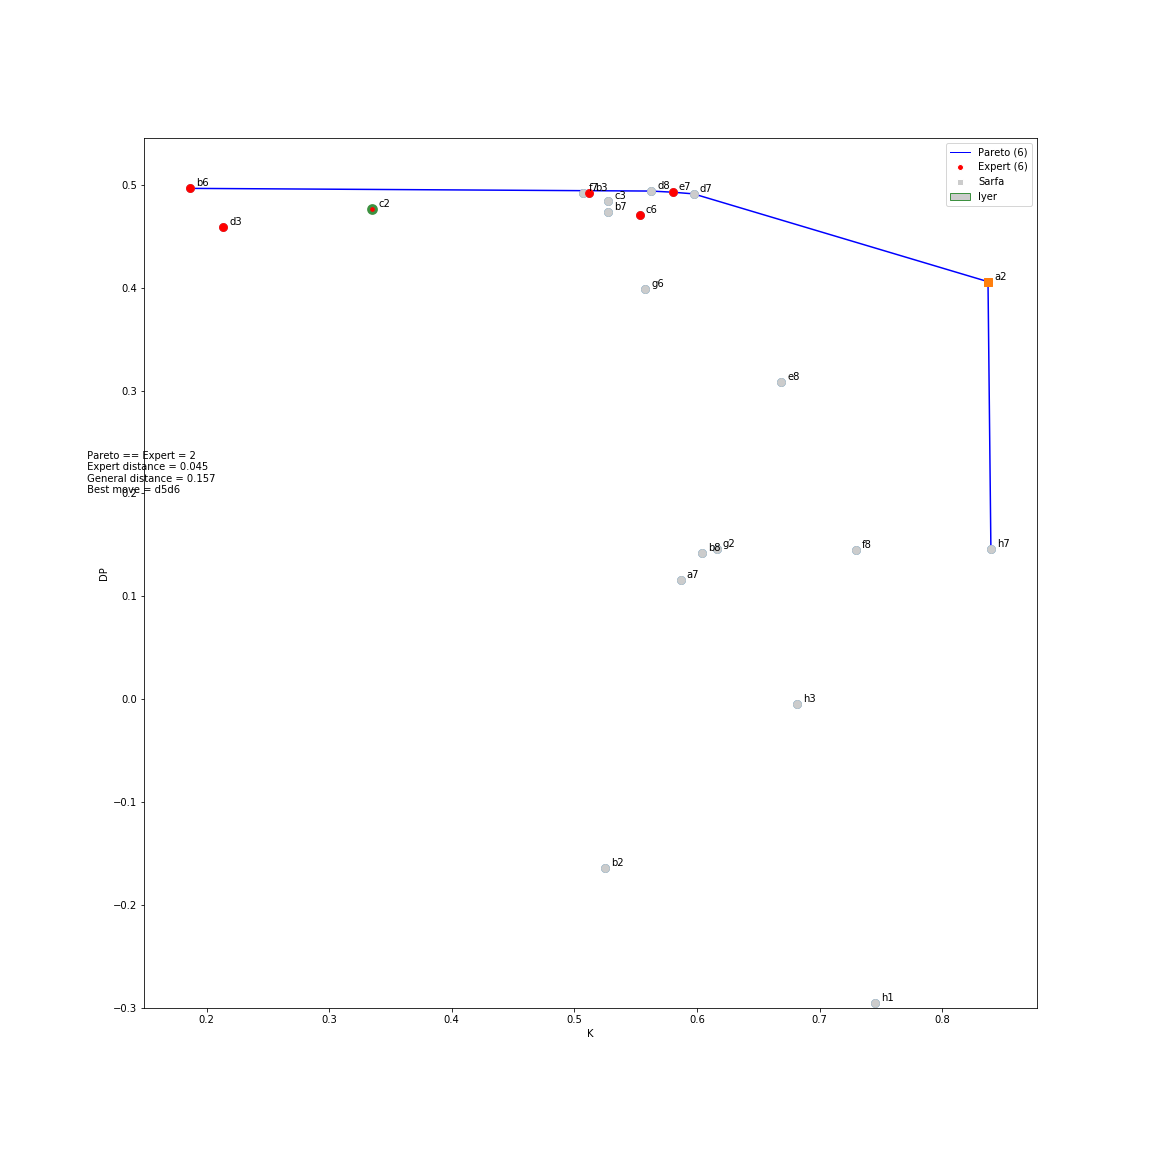 Pareto (6)
Expert (6)
Sarfa
Iyer
b6
d3
c2
f7
b3
c3
b7
d8
e7
d7
c6
a2
g6
e8
b8
g2
f8
h7
a7
h3
b2
h1
Pareto == Expert = 2
Expert distance = 0.045
General distance = 0.157
Best move = d5d6
0.5
0.4
0.3
0.2
0.1
0.0
−0.1
−0.2
−0.3
DP
0.2 0.3 0.4 0.5 0.6 0.7 0.8
K